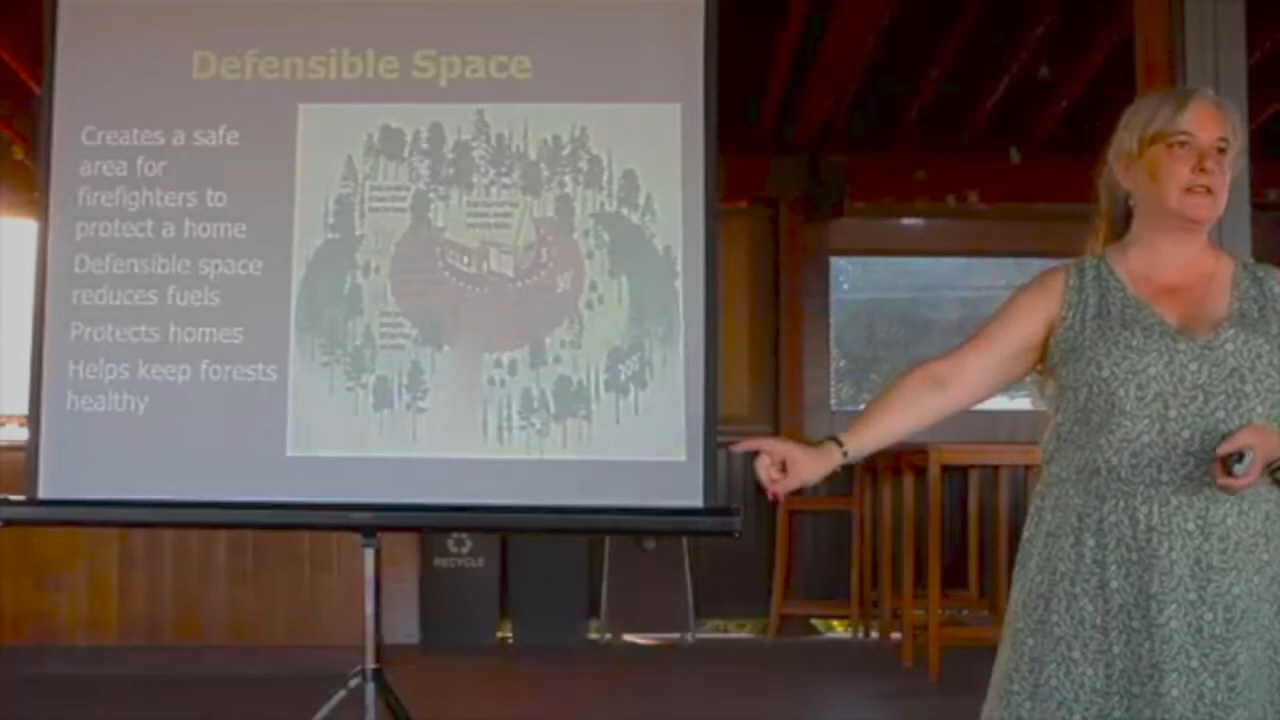 Defensible Space
Creates a safe
area for
firefighters to
protect a home
Defensible space
reduces fuels
Protects homes
Helps keep forests
healthy
RECYCLE